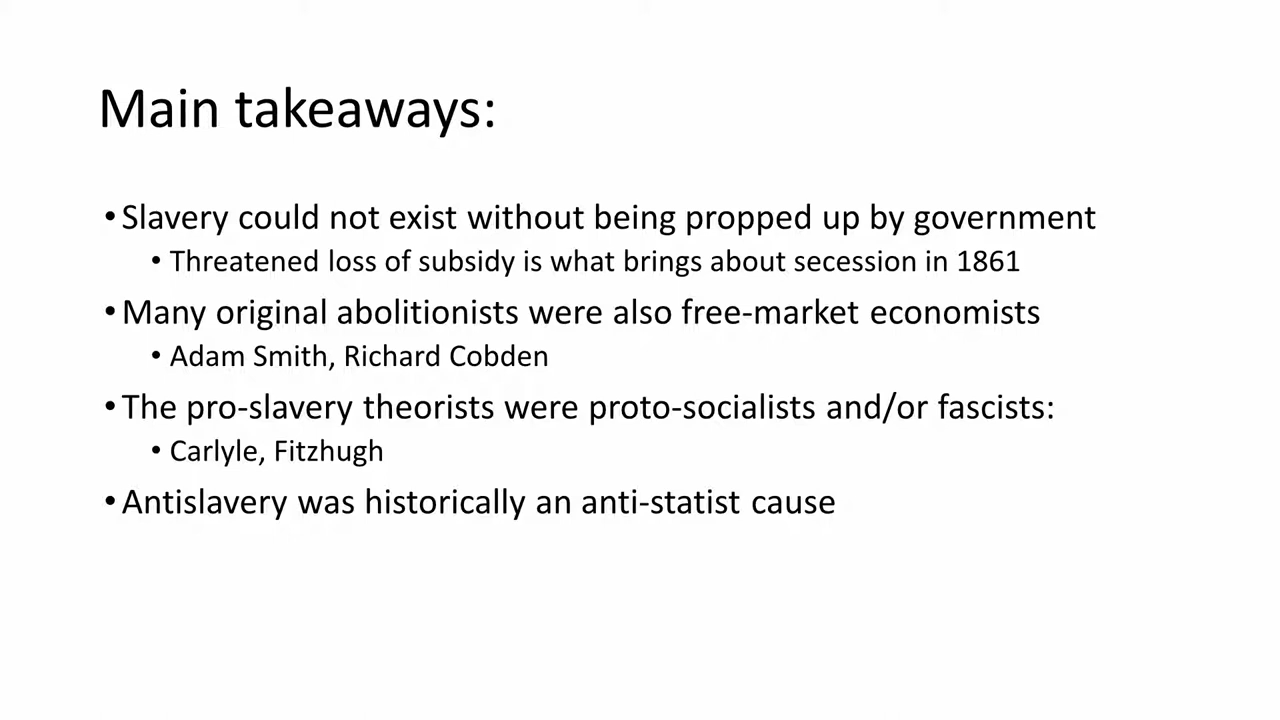 Main takeaways:
•Slavery could not exist without being propped up by government
•Threatened loss of subsidy is what brings about secession in 1861
•Many original abolitionists were also free-market economists
•Adam Smith, Richard Cobden
•The pro-slavery theorists were proto-socialists and/or fascists:
•Carlyle, Fitzhugh
•Antislavery was historically an anti-statist cause